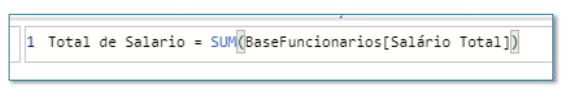 1 Total de Salario = SUM(BaseFuncionarios[Salário Total])